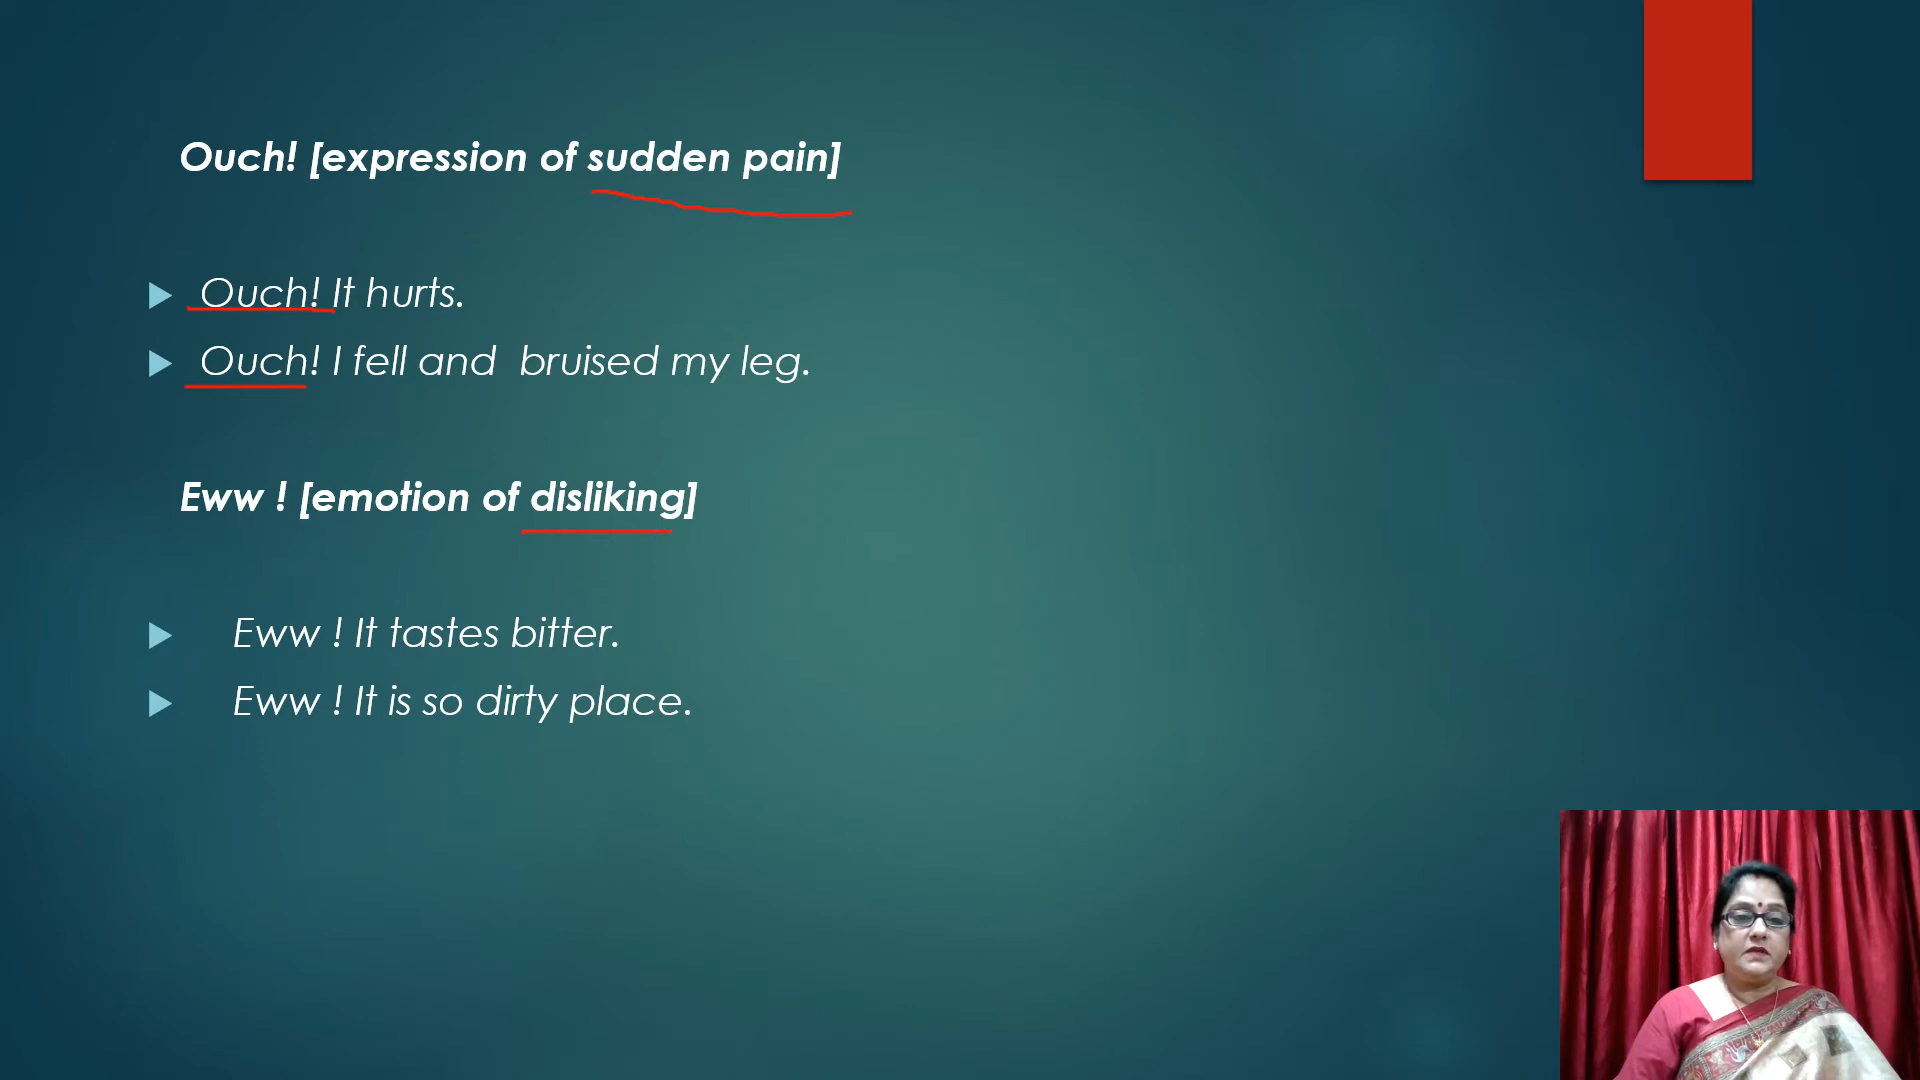 Ouch! [expression of sudden pain]
Ouch! It hurts.
Ouch! I fell and bruised my leg.
Eww ! [emotion of disliking]
Eww ! It tastes bitter.
Eww ! It is so dirty place.